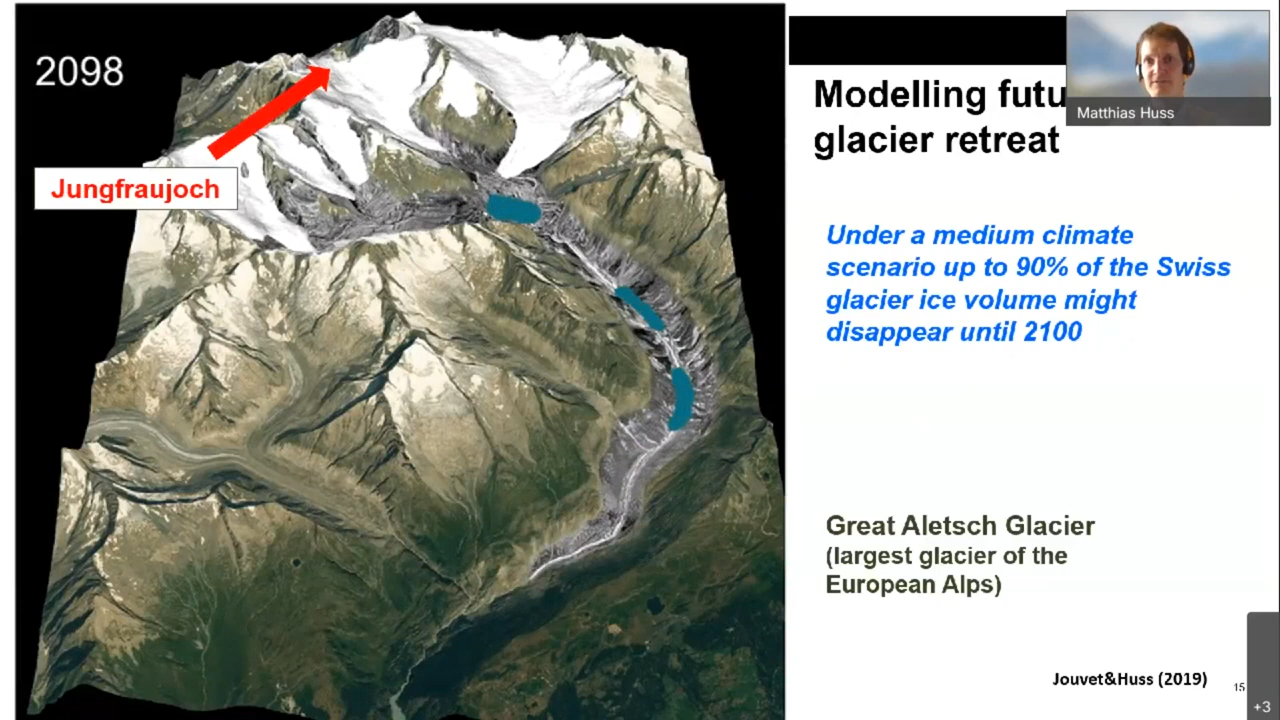 2098
Jungfraujoch
Matthias Huss
Modelling futu
glacier retreat
Under a medium climate
scenario up to 90% of the Swiss
glacier ice volume might
disappear until 2100
Great Aletsch Glacier
(largest glacier of the
European Alps)
Jouvet&Huss (2019)
15
+3